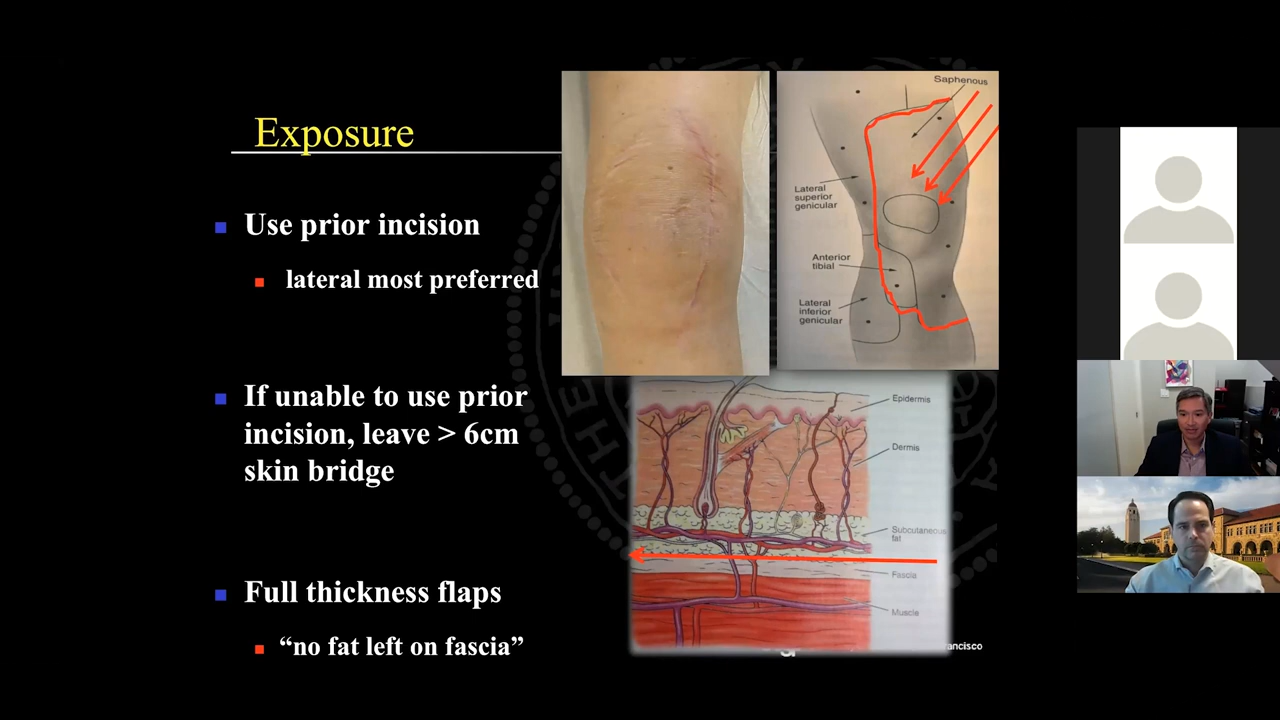 Exposure
Use prior incision
lateral most preferred
If unable to use prior
incision, leave > 6cm
skin bridge
Full thickness flaps
“no fat left on fascia”
Saphenous
Lateral
superior
genicular
Anterior
tibial
Lateral
inferior
genicular
Epidermis
Dermis
Subcutaneous
fat
Fascia
Muscle
ancisco